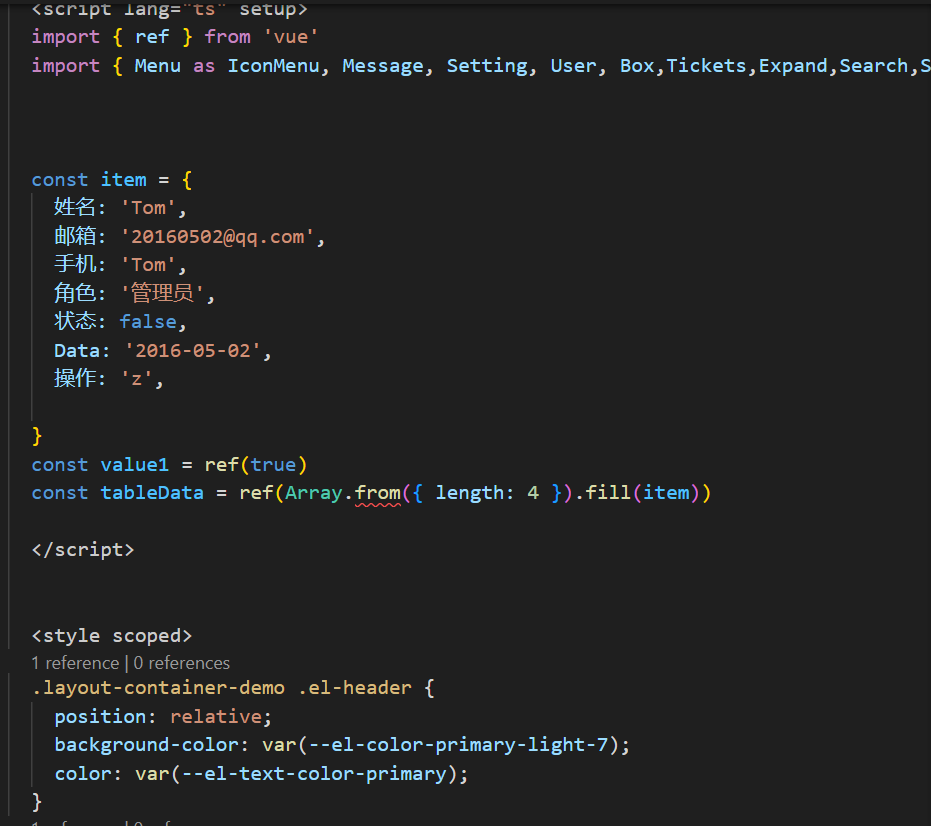 <script lang="ts" setup>
import { ref } from 'vue'
import { Menu as IconMenu, Message, Setting, User, Box,Tickets,Expand,Search,S
const item = {
姓名: 'Tom',
邮箱: '20160502@qq.com',
手机: 'Tom',
角色: '管理员',
状态: false,
Data: '2016-05-02',
操作: 'z',
}
const value1 = ref(true)
const tableData = ref(Array.from({ length: 4 }).fill(item))
</script>
<style scoped>
1 reference | 0 references
.layout-container-demo .el-header {
position: relative;
background-color: var(--el-color-primary-light-7);
color: var(--el-text-color-primary);
}